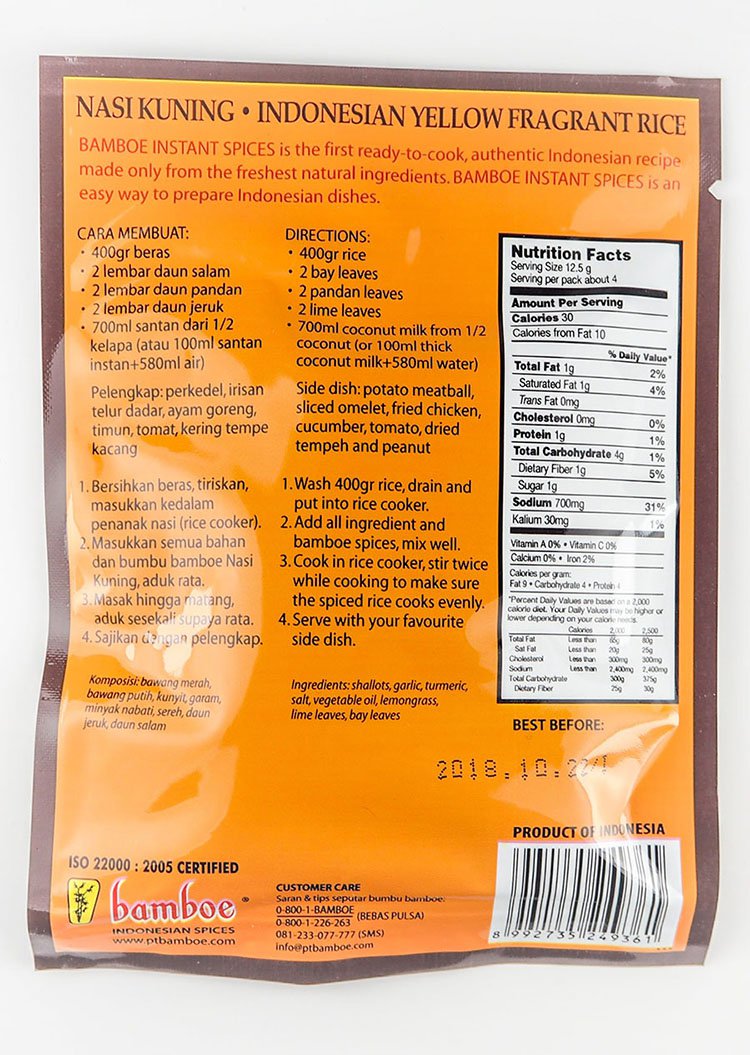 NASI KUNING • INDONESIAN YELLOW FRAGRANT RICE
BAMBOE INSTANT SPICES is the first ready-to-cook, authentic Indonesian recipe
made only from the freshest natural ingredients. BAMBOE INSTANT SPICES is an
easy way to prepare Indonesian dishes.
CARA MEMBUAT:
• 400gr beras
• 2 lembar daun salam
• 2 lembar daun pandan
• 2 lembar daun jeruk
• 700ml santan dari 1/2
kelapa (atau 100ml santan
instan+580ml air)
Pelengkap: perkedel, irisan
telur dadar, ayam goreng,
timun, tomat, kering tempe
kacang
1. Bersihkan beras, tiriskan,
masukkan kedalam
penanak nasi (rice cooker).
2. Masukkan semua bahan
dan bumbu bamboe Nasi
Kuning, aduk rata.
3. Masak hingga matang,
aduk sesekali supaya rata.
4. Sajikan dengan pelengkap.
Komposisi: bawang merah,
bawang putih, kunyit, garam,
minyak nabati, sereh, daun
jeruk, daun salam
DIRECTIONS:
• 400gr rice
• 2 bay leaves
• 2 pandan leaves
• 2 lime leaves
• 700ml coconut milk from 1/2
coconut (or 100ml thick
coconut milk+580ml water)
Side dish: potato meatball,
sliced omelet, fried chicken,
cucumber, tomato, dried
tempeh and peanut
1. Wash 400gr rice, drain and
put into rice cooker.
2. Add all ingredient and
bamboe spices, mix well.
3. Cook in rice cooker, stir twice
while cooking to make sure
the spiced rice cooks evenly.
4. Serve with your favourite
side dish.
Ingredients: shallots, garlic, turmeric,
salt, vegetable oil, lemongrass,
lime leaves, bay leaves
Nutrition Facts
Serving Size 12.5 g
Serving per pack about 4
Amount Per Serving
Calories 30
Calories from Fat 10
% Daily Value*
Total Fat 1g 2%
Saturated Fat 1g 4%
Trans Fat 0mg
Cholesterol 0mg 0%
Protein 1g 1%
Total Carbohydrate 4g 1%
Dietary Fiber 1g 5%
Sugar 1g
Sodium 700mg 31%
Kalium 30mg 1%
Vitamin A 0% • Vitamin C 0%
Calcium 0% • Iron 2%
Calories per gram:
Fat 9 • Carbohydrate 4 • Protein 4
*Percent Daily Values are based on a 2,000
calorie diet. Your Daily Values may be higher or
lower depending on your calorie needs.
Calories 2,000 2,500
Total Fat Less than 65g 80g
Sat Fat Less than 20g 25g
Cholesterol Less than 300mg 300mg
Sodium Less than 2,400mg 2,400mg
Total Carbohydrate 300g 375g
Dietary Fiber 25g 30g
BEST BEFORE:
2018.10.22/1
PRODUCT OF INDONESIA
8 992735 249361
ISO 22000 : 2005 CERTIFIED
bamboe ®
INDONESIAN SPICES
www.ptbamboe.com
CUSTOMER CARE
Saran & tips seputar bumbu bamboe:
0-800-1-BAMBOE
0-800-1-226-263 (BEBAS PULSA)
081-233-077-777 (SMS)
info@ptbamboe.com